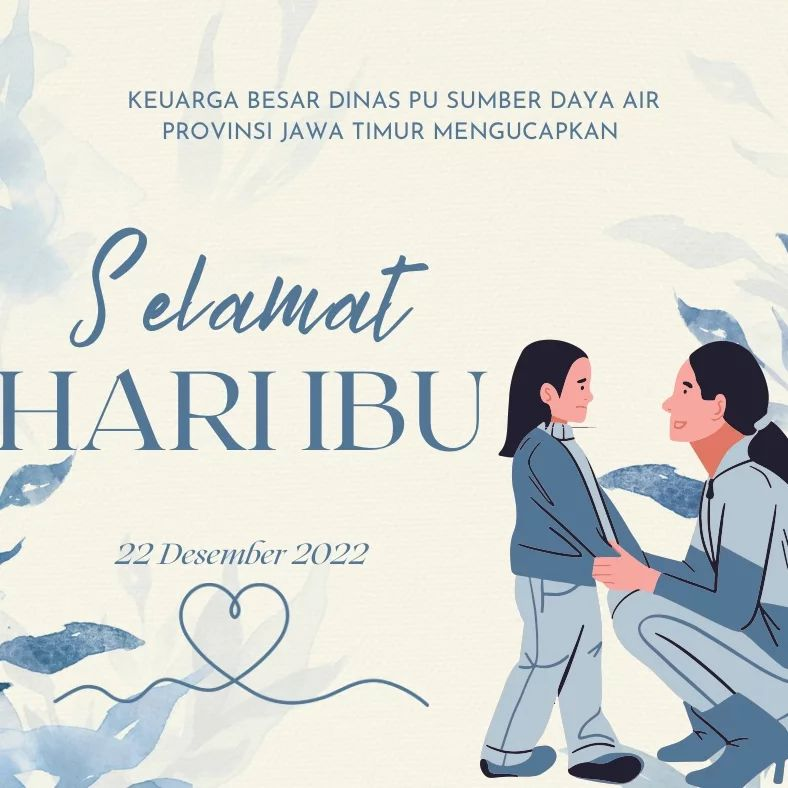 KEUARGA BESAR DINAS PU SUMBER DAYA AIR
PROVINSI JAWA TIMUR MENGUCAPKAN
Selamat
HARI IBU
22 Desember 2022